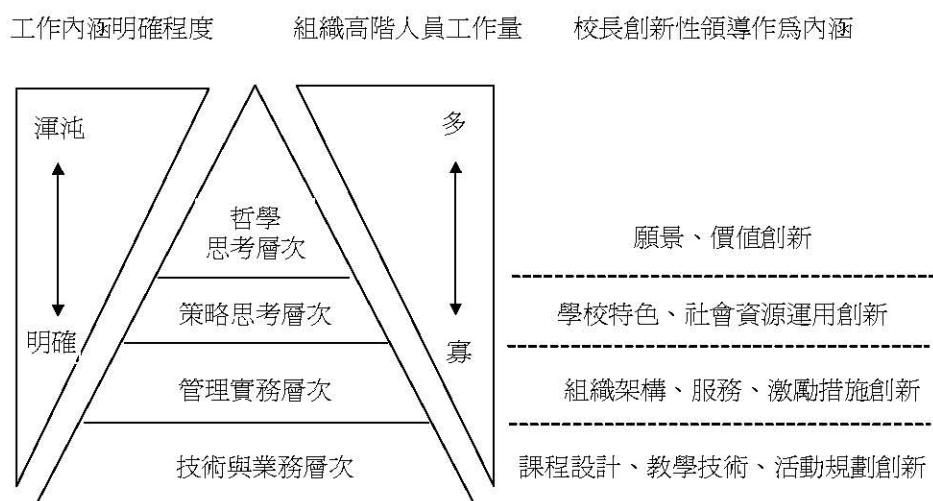 工作內涵明確程度 組織高階人員工作量 校長創新性領導作為內涵
渾沌 多
哲學
思考層次 願景、價值創新
策略思考層次 學校特色、社會資源運用創新
明確 寡
管理實務層次 組織架構、服務、激勵措施創新
技術與業務層次 課程設計、教學技術、活動規劃創新